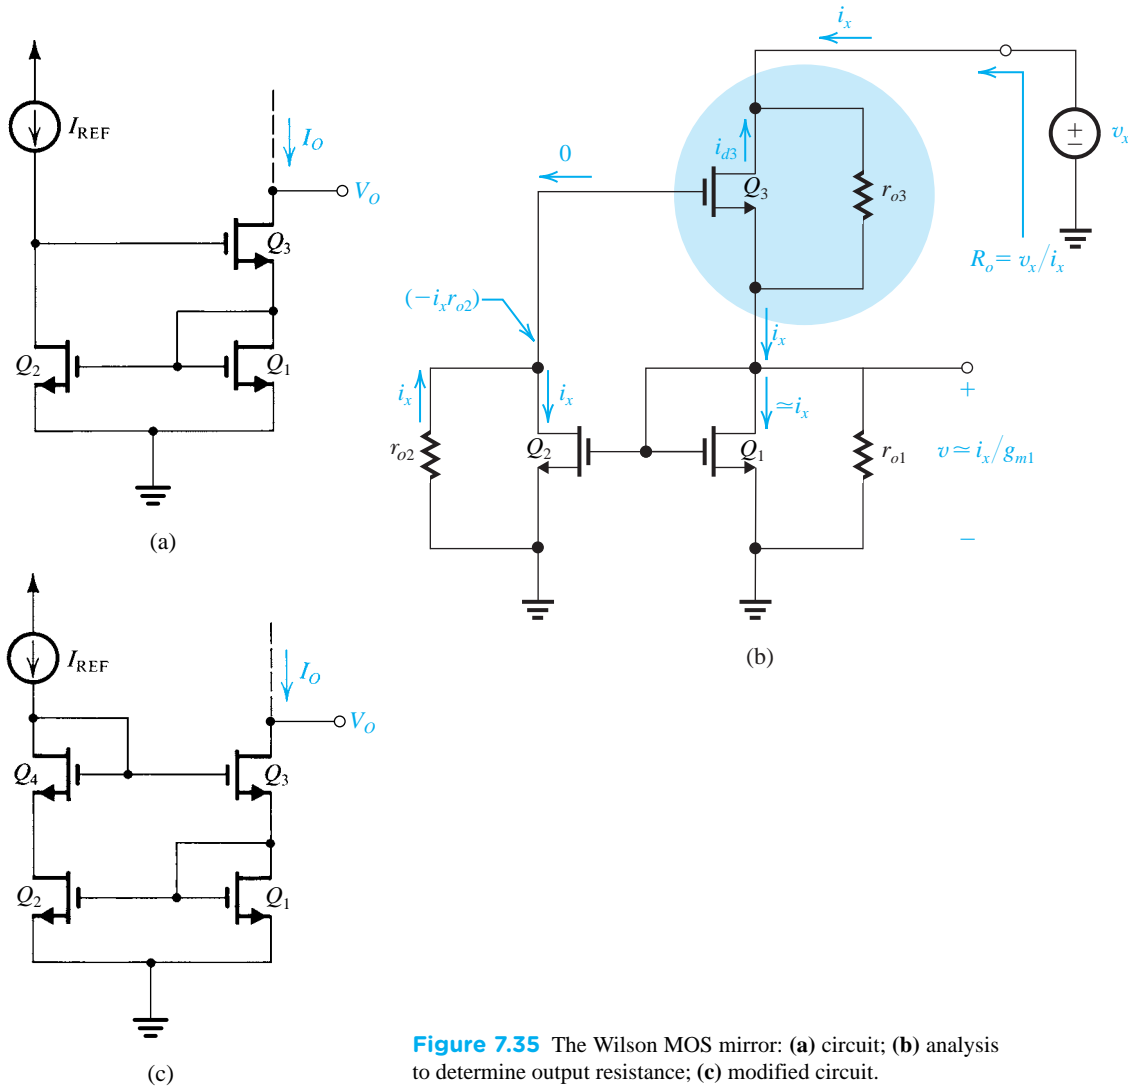 I_REF
I_O
V_O
Q_3
Q_2
Q_1
(a)
i_x
v_x
+
−
i_d3
0
Q_3
r_o3
R_o = v_x/i_x
(−i_x r_o2)
i_x
i_x
i_x
≃i_x
+
r_o2
Q_2
Q_1
r_o1
v ≃ i_x/g_m1
−
(b)
I_REF
I_O
V_O
Q_4
Q_3
Q_2
Q_1
(c)
Figure 7.35 The Wilson MOS mirror: (a) circuit; (b) analysis
to determine output resistance; (c) modified circuit.